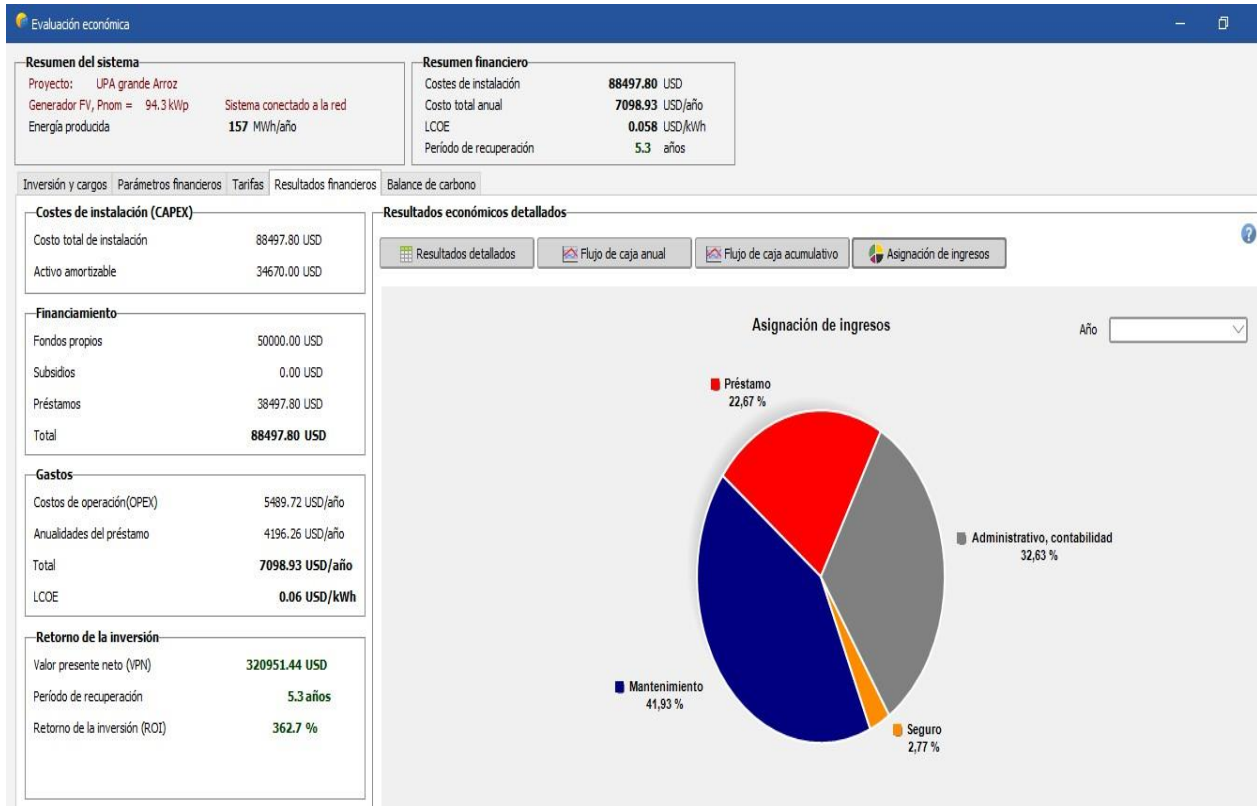 Evaluación económica
Resumen del sistema
Proyecto: UPA grande Arroz
Generador FV, Pnom = 94.3 kWp Sistema conectado a la red
Energía producida 157 MWh/año
Resumen financiero
Costes de instalación 88497.80 USD
Costo total anual 7098.93 USD/año
LCOE 0.058 USD/kWh
Período de recuperación 5.3 años
Inversión y cargos Parámetros financieros Tarifas Resultados financieros Balance de carbono
Costes de instalación (CAPEX)
Costo total de instalación 88497.80 USD
Activo amortizable 34670.00 USD
Financiamiento
Fondos propios 50000.00 USD
Subsidios 0.00 USD
Préstamos 38497.80 USD
Total 88497.80 USD
Gastos
Costos de operación(OPEX) 5489.72 USD/año
Anualidades del préstamo 4196.26 USD/año
Total 7098.93 USD/año
LCOE 0.06 USD/kWh
Retorno de la inversión
Valor presente neto (VPN) 320951.44 USD
Período de recuperación 5.3 años
Retorno de la inversión (ROI) 362.7 %
Resultados económicos detallados
Resultados detallados Flujo de caja anual Flujo de caja acumulativo Asignación de ingresos
?
Asignación de ingresos
Año
Préstamo
22,67 %
Administrativo, contabilidad
32,63 %
Mantenimiento
41,93 %
Seguro
2,77 %